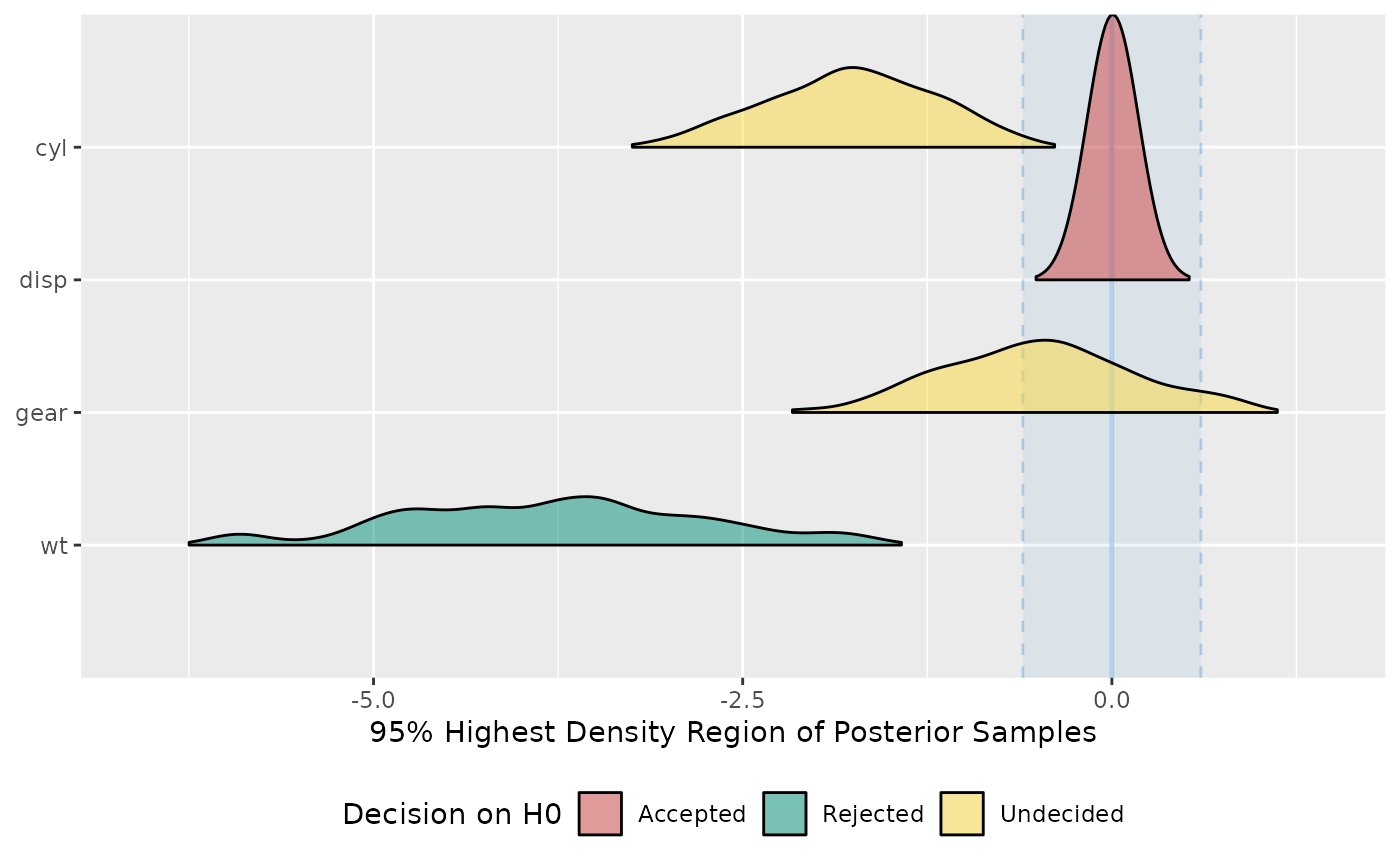 cyl
disp
gear
wt
-5.0 -2.5 0.0
95% Highest Density Region of Posterior Samples
Decision on H0 Accepted Rejected Undecided